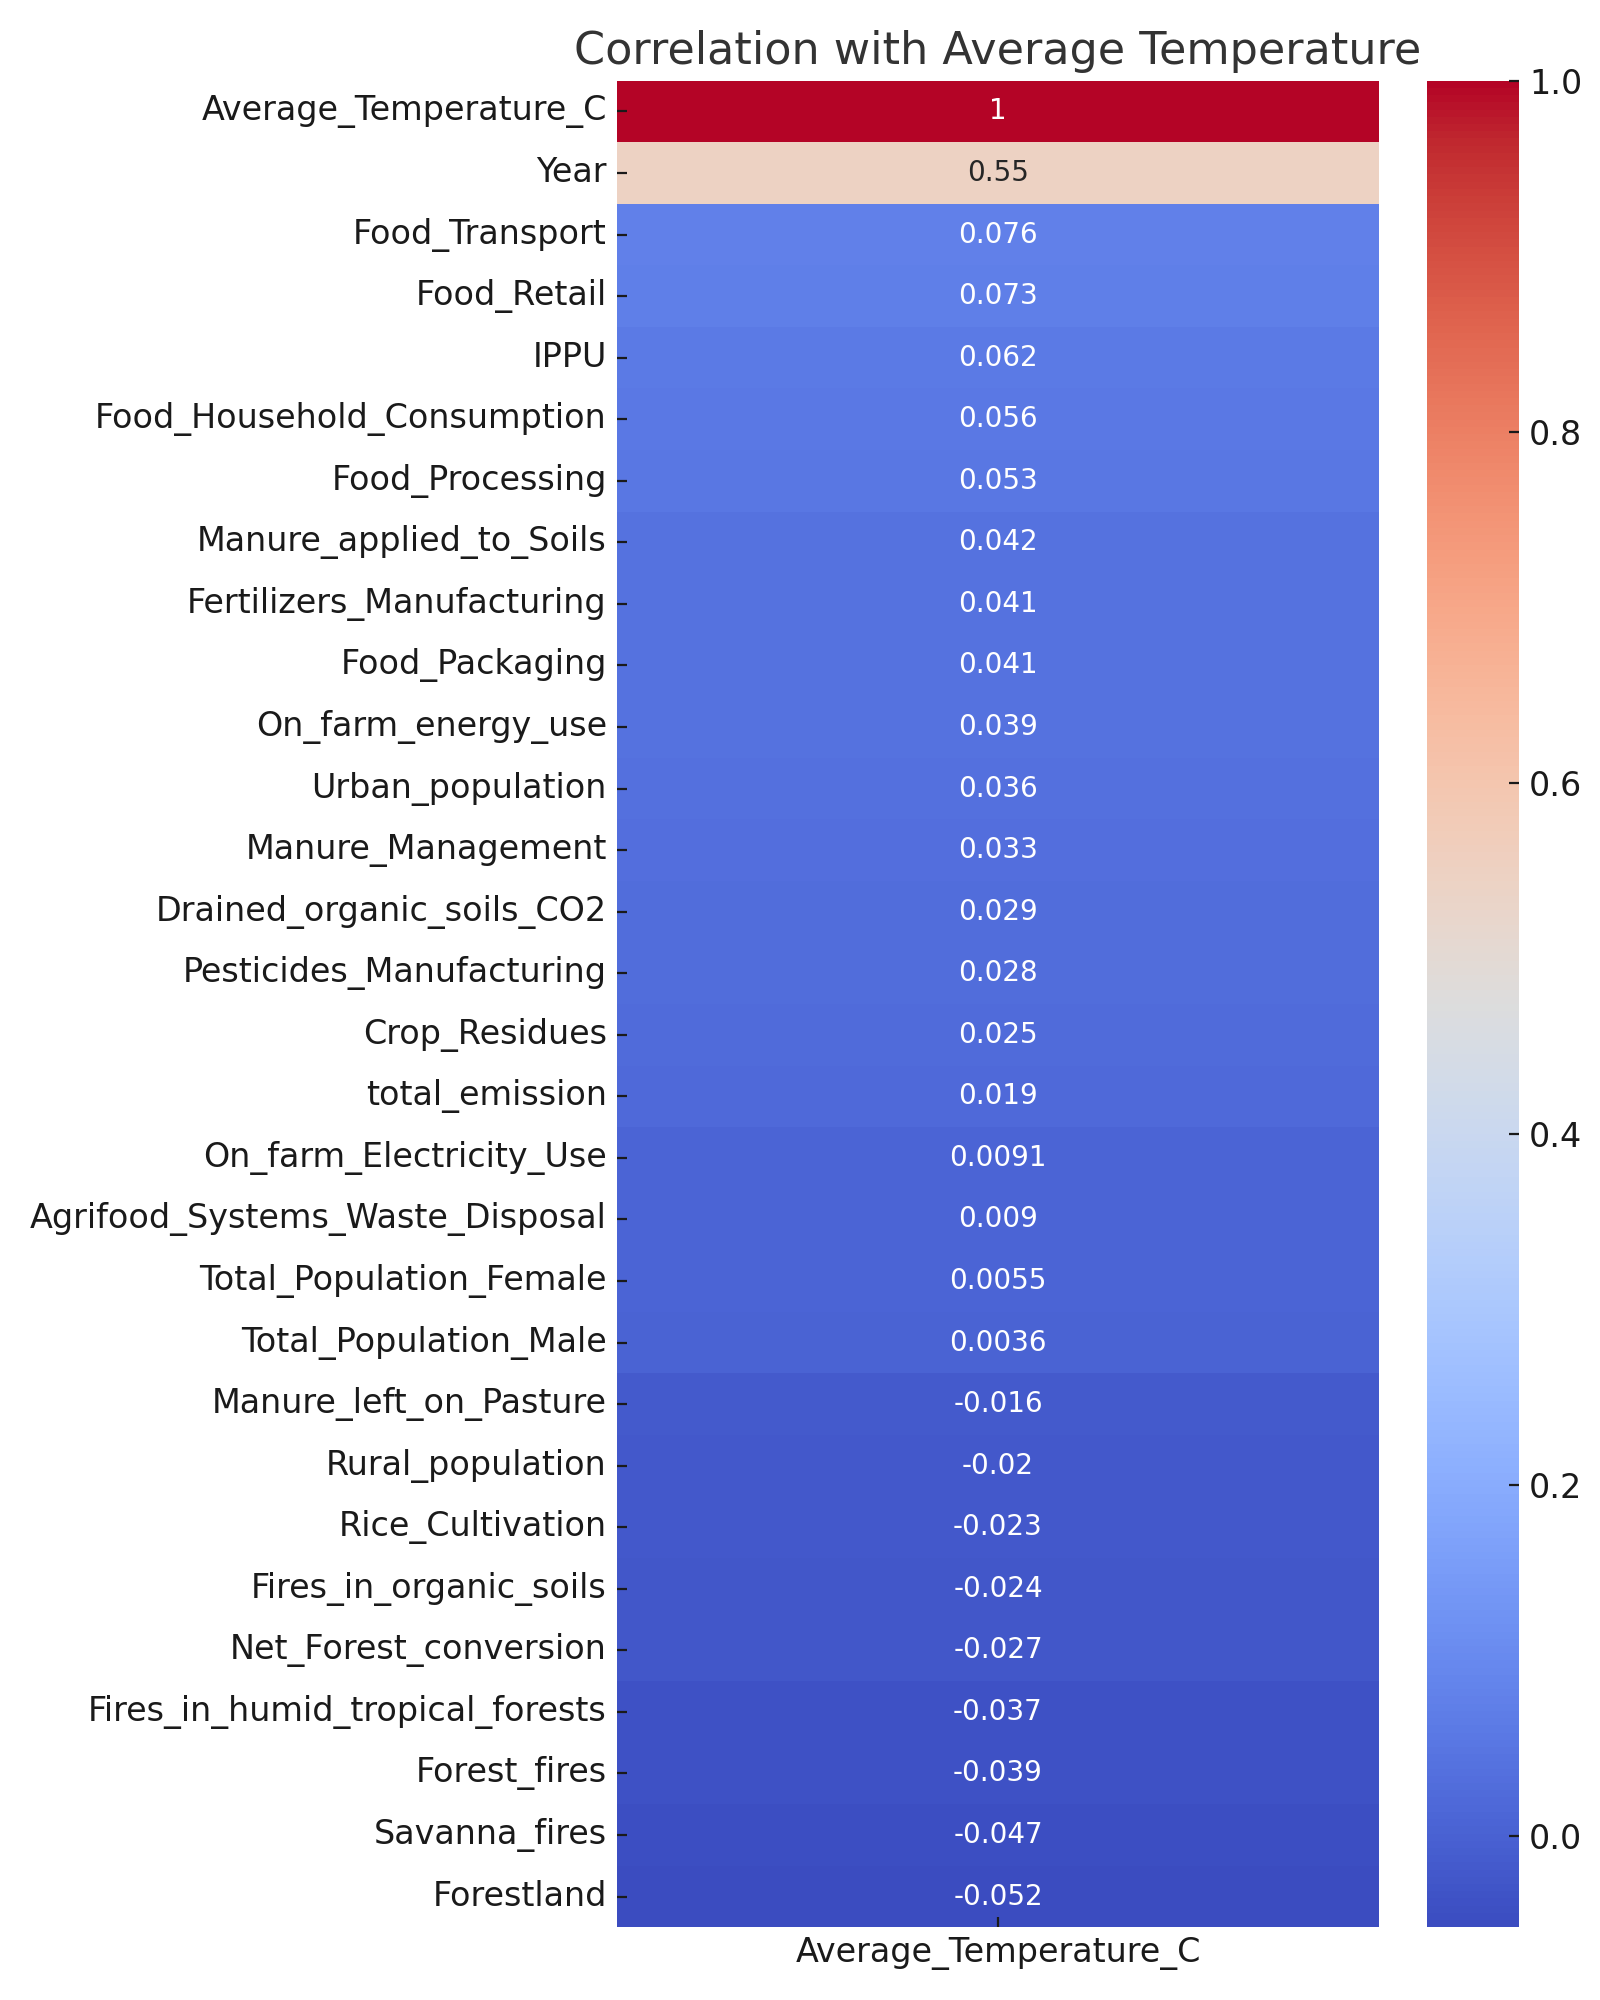 Correlation with Average Temperature
Average_Temperature_C 1
Year 0.55
Food_Transport 0.076
Food_Retail 0.073
IPPU 0.062
Food_Household_Consumption 0.056
Food_Processing 0.053
Manure_applied_to_Soils 0.042
Fertilizers_Manufacturing 0.041
Food_Packaging 0.041
On_farm_energy_use 0.039
Urban_population 0.036
Manure_Management 0.033
Drained_organic_soils_CO2 0.029
Pesticides_Manufacturing 0.028
Crop_Residues 0.025
total_emission 0.019
On_farm_Electricity_Use 0.0091
Agrifood_Systems_Waste_Disposal 0.009
Total_Population_Female 0.0055
Total_Population_Male 0.0036
Manure_left_on_Pasture -0.016
Rural_population -0.02
Rice_Cultivation -0.023
Fires_in_organic_soils -0.024
Net_Forest_conversion -0.027
Fires_in_humid_tropical_forests -0.037
Forest_fires -0.039
Savanna_fires -0.047
Forestland -0.052
Average_Temperature_C
1.0
0.8
0.6
0.4
0.2
0.0